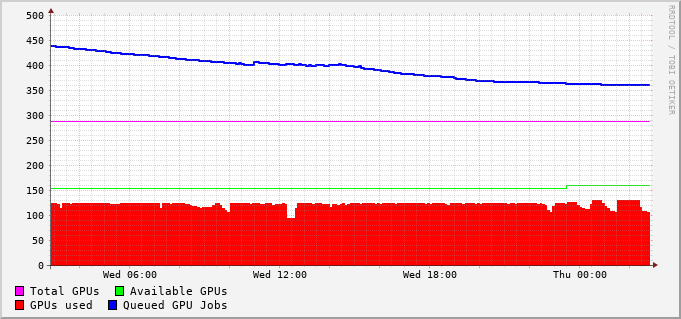 500
450
400
350
300
250
200
150
100
50
0
Wed 06:00 Wed 12:00 Wed 18:00 Thu 00:00
Total GPUs Available GPUs
GPUs used Queued GPU Jobs
RRDTOOL / TOBI OETIKER